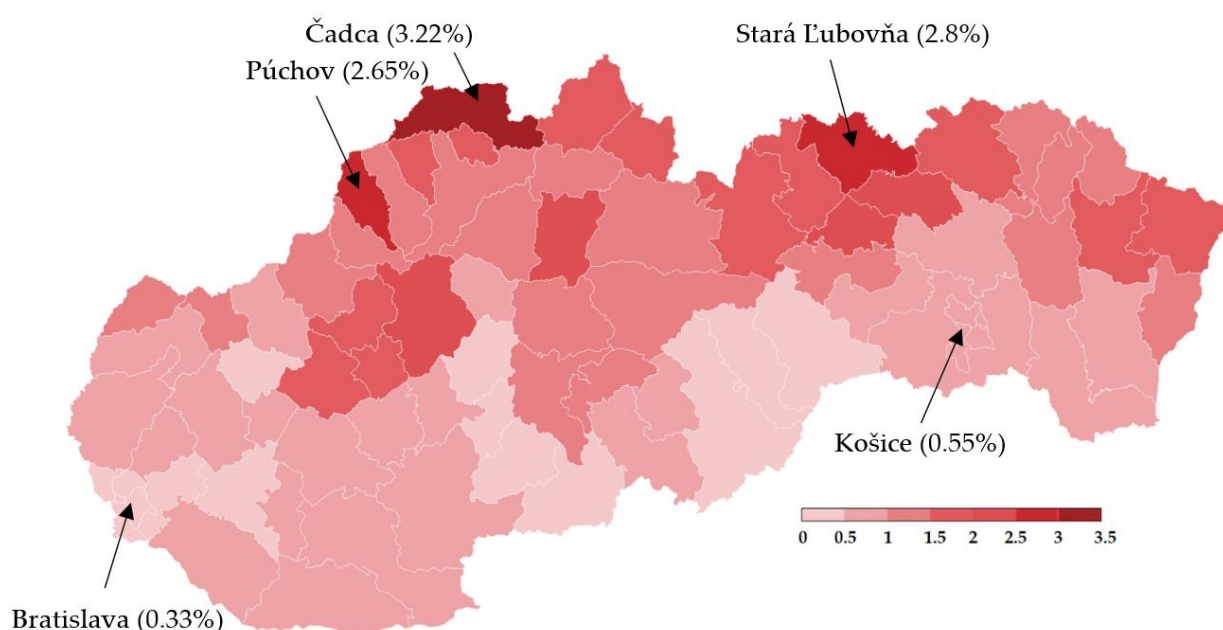 Čadca (3.22%)
Stará Ľubovňa (2.8%)
Púchov (2.65%)
Košice (0.55%)
0 0.5 1 1.5 2 2.5 3 3.5
Bratislava (0.33%)